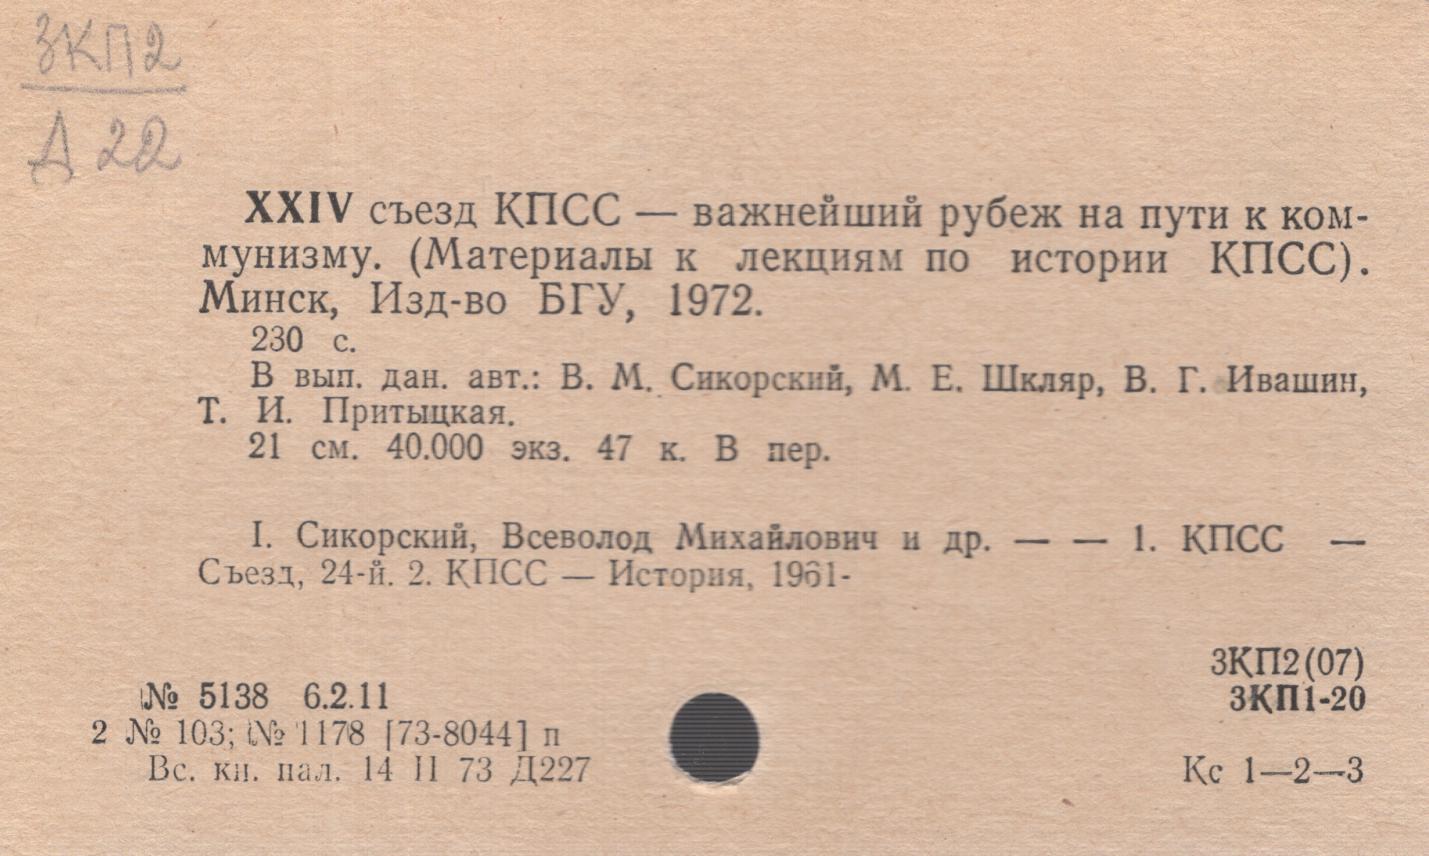 3КП2
Д 22
XXIV съезд КПСС — важнейший рубеж на пути к ком-
мунизму. (Материалы к лекциям по истории КПСС).
Минск, Изд-во БГУ, 1972.
230 с.
В вып. дан. авт.: В. М. Сикорский, М. Е. Шкляр, В. Г. Ивашин,
Т. И. Притыцкая.
21 см. 40.000 экз. 47 к. В пер.
I. Сикорский, Всеволод Михайлович и др. — — 1. КПСС —
Съезд, 24-й. 2. КПСС — История, 1961-
3КП2(07)
№ 5138 6.2.11
3КП1-20
2 № 103; № 1178 [73-8044] п
Вс. кн. пал. 14 II 73 Д227
Кс 1—2—3